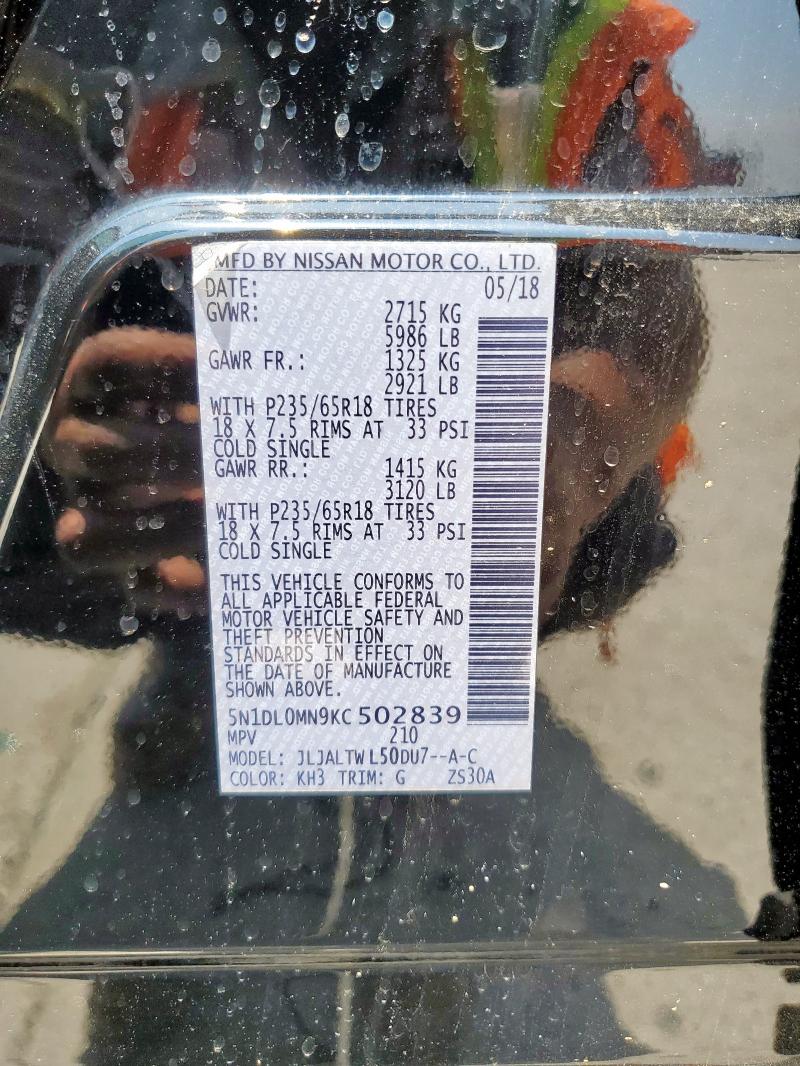 MFD BY NISSAN MOTOR CO., LTD.
DATE: 05/18
GVWR: 2715 KG
5986 LB
GAWR FR.: 1325 KG
2921 LB
WITH P235/65R18 TIRES
18 X 7.5 RIMS AT 33 PSI
COLD SINGLE
GAWR RR.: 1415 KG
3120 LB
WITH P235/65R18 TIRES
18 X 7.5 RIMS AT 33 PSI
COLD SINGLE
THIS VEHICLE CONFORMS TO
ALL APPLICABLE FEDERAL
MOTOR VEHICLE SAFETY AND
THEFT PREVENTION
STANDARDS IN EFFECT ON
THE DATE OF MANUFACTURE
SHOWN ABOVE.
5N1DL0MN9KC502839
MPV 210
MODEL: JLJALTWL50DU7--A-C
COLOR: KH3 TRIM: G ZS30A